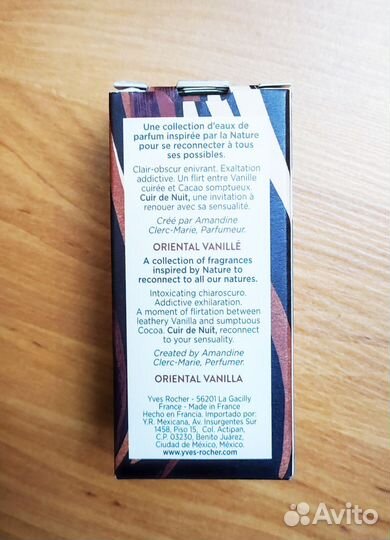 Une collection d'eaux de
parfum inspirée par la Nature
pour se reconnecter à tous
ses possibles.
Clair-obscur enivrant. Exaltation
addictive. Un flirt entre Vanille
cuirée et Cacao somptueux.
Cuir de Nuit, une invitation à
renouer avec sa sensualité.
Créé par Amandine
Clerc-Marie, Parfumeur.
ORIENTAL VANILLÉ
A collection of fragrances
inspired by Nature to
reconnect to all our natures.
Intoxicating chiaroscuro.
Addictive exhilaration.
A moment of flirtation between
leathery Vanilla and sumptuous
Cocoa. Cuir de Nuit, reconnect
to your sensuality.
Created by Amandine
Clerc-Marie, Perfumer.
ORIENTAL VANILLA
Yves Rocher - 56201 La Gacilly
France - Made in France
Hecho en Francia. Importado por:
Y.R. Mexicana, Av. Insurgentes Sur
1458, Piso 15, Col. Actipan,
C.P. 03230, Benito Juárez,
Ciudad de México, México.
www.yves-rocher.com
Avito